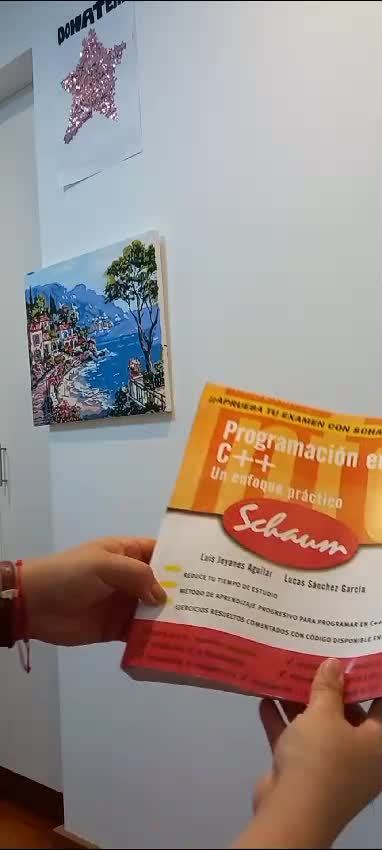 ¡¡APRUEBA TU EXAMEN CON SCHA
Programación en
C++
Un enfoque práctico
Schaum
Luis Joyanes Aguilar Lucas Sánchez García
REDUCE TU TIEMPO DE ESTUDIO
MÉTODO DE APRENDIZAJE PROGRESIVO PARA PROGRAMAR EN C++
EJERCICIOS RESUELTOS COMENTADOS CON CÓDIGO DISPONIBLE EN